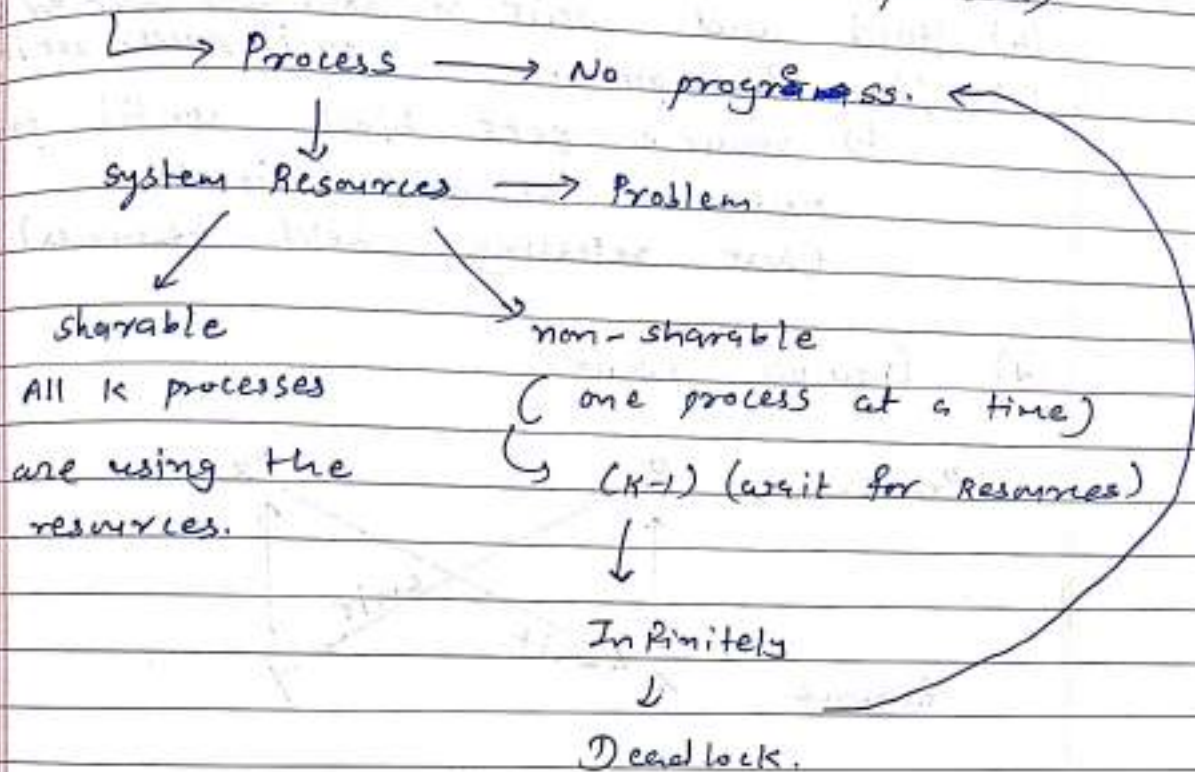 Process → No progress.
System Resources → Problem
sharable
non-sharable
All K processes
( one process at a time)
are using the
(K-1) (wait for Resources)
resources.
Infinitely
Deadlock.